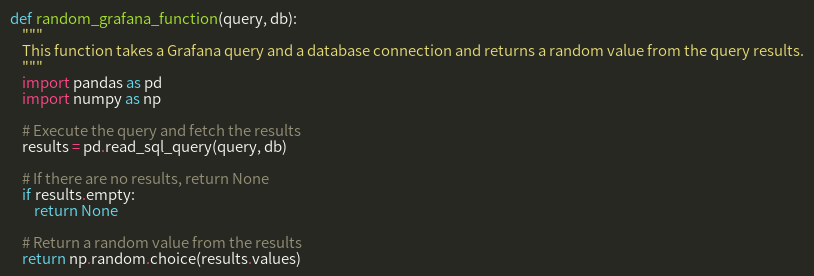 def random_grafana_function(query, db):
    """
    This function takes a Grafana query and a database connection and returns a random value from the query results.
    """
    import pandas as pd
    import numpy as np

    # Execute the query and fetch the results
    results = pd.read_sql_query(query, db)

    # If there are no results, return None
    if results.empty:
        return None

    # Return a random value from the results
    return np.random.choice(results.values)